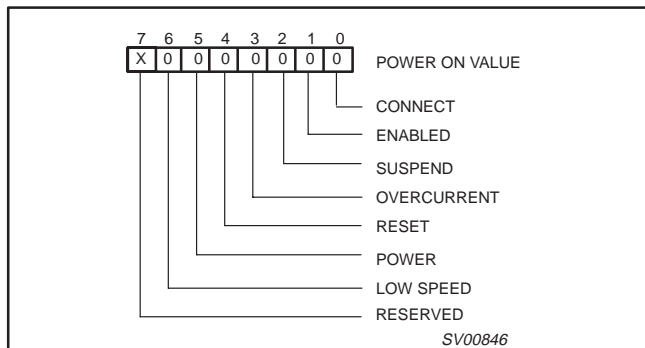 7 6 5 4 3 2 1 0
X 0 0 0 0 0 0 0 POWER ON VALUE
CONNECT
ENABLED
SUSPEND
OVERCURRENT
RESET
POWER
LOW SPEED
RESERVED
SV00846